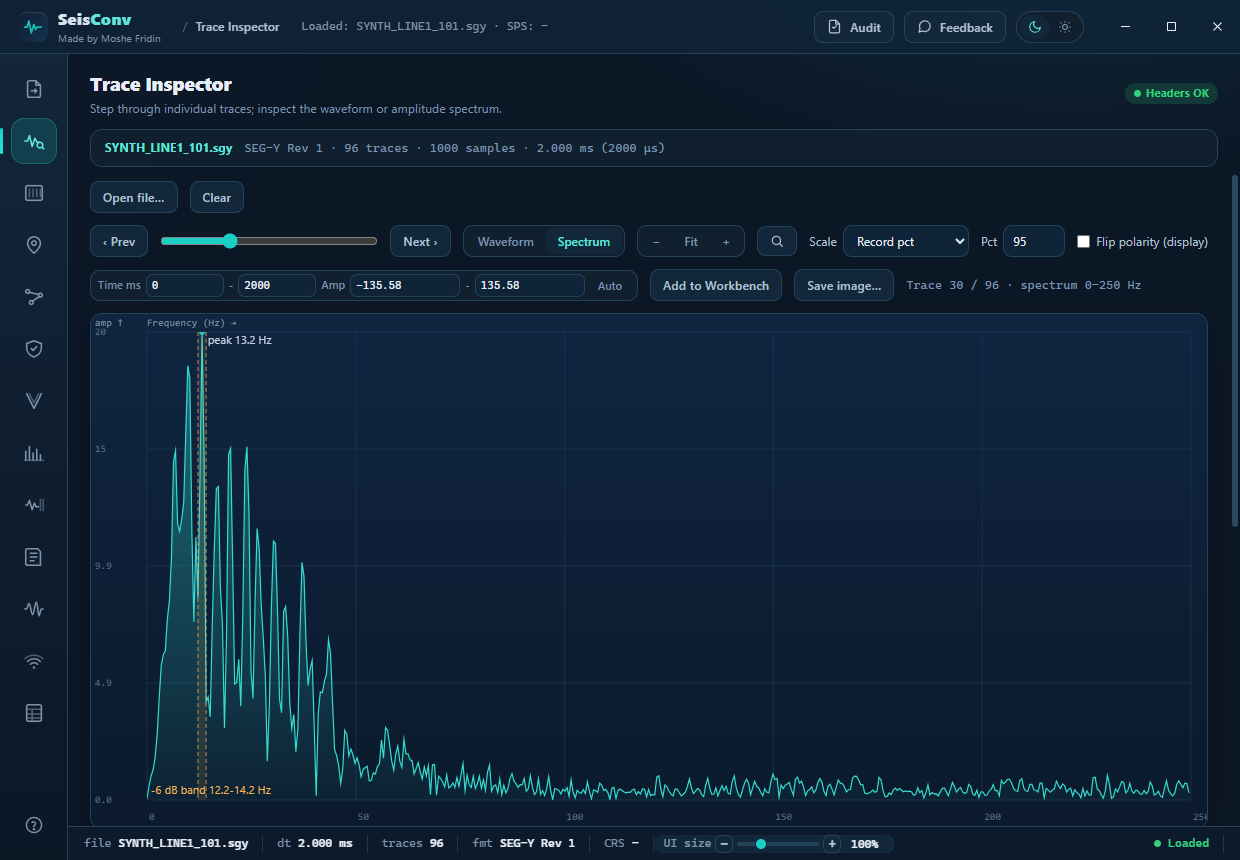 SeisConv
Made by Moshe Fridin
/ Trace Inspector
Loaded: SYNTH_LINE1_101.sgy · SPS: −
Audit
Feedback
Trace Inspector
Step through individual traces; inspect the waveform or amplitude spectrum.
Headers OK
SYNTH_LINE1_101.sgy SEG-Y Rev 1 · 96 traces · 1000 samples · 2.000 ms (2000 µs)
Open file...
Clear
‹ Prev
Next ›
Waveform
Spectrum
− Fit +
Scale Record pct
Pct 95
Flip polarity (display)
Time ms 0 - 2000 Amp −135.58 - 135.58 Auto
Add to Workbench
Save image...
Trace 30 / 96 · spectrum 0–250 Hz
amp ↑
Frequency (Hz) →
20
peak 13.2 Hz
15
9.9
4.9
-6 dB band 12.2-14.2 Hz
0.0
0 50 100 150 200 250
file SYNTH_LINE1_101.sgy
dt 2.000 ms
traces 96
fmt SEG-Y Rev 1
CRS −
UI size − + 100%
Loaded